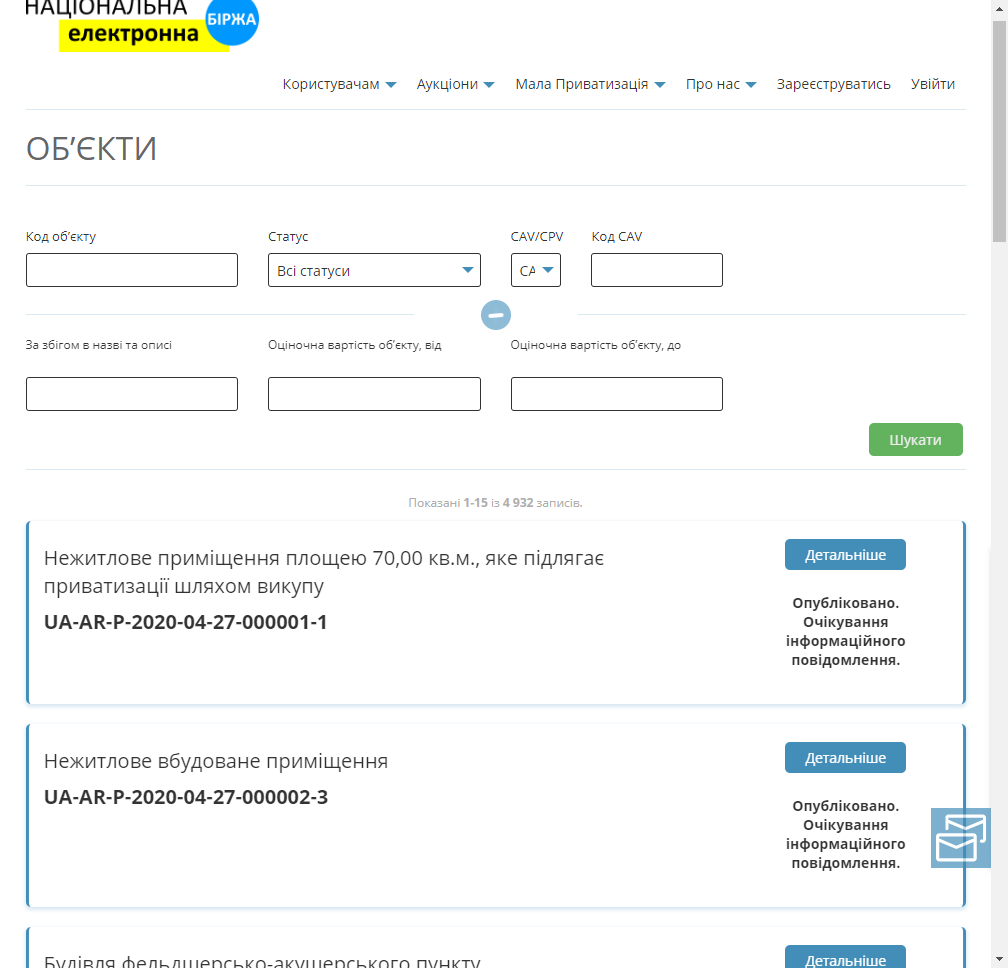 НАЦІОНАЛЬНА
електронна
БІРЖА
Користувачам Аукціони Мала Приватизація Про нас Зареєструватись Увійти
ОБ’ЄКТИ
Код об’єкту Статус CAV/CPV Код CAV
Всі статуси CA
За збігом в назві та описі Оціночна вартість об’єкту, від Оціночна вартість об’єкту, до
Шукати
Показані 1-15 із 4 932 записів.
Нежитлове приміщення площею 70,00 кв.м., яке підлягає
приватизації шляхом викупу
UA-AR-P-2020-04-27-000001-1
Детальніше
Опубліковано.
Очікування
інформаційного
повідомлення.
Нежитлове вбудоване приміщення
UA-AR-P-2020-04-27-000002-3
Детальніше
Опубліковано.
Очікування
інформаційного
повідомлення.
Будівля фельдшерсько-акушерського пункту
Детальніше